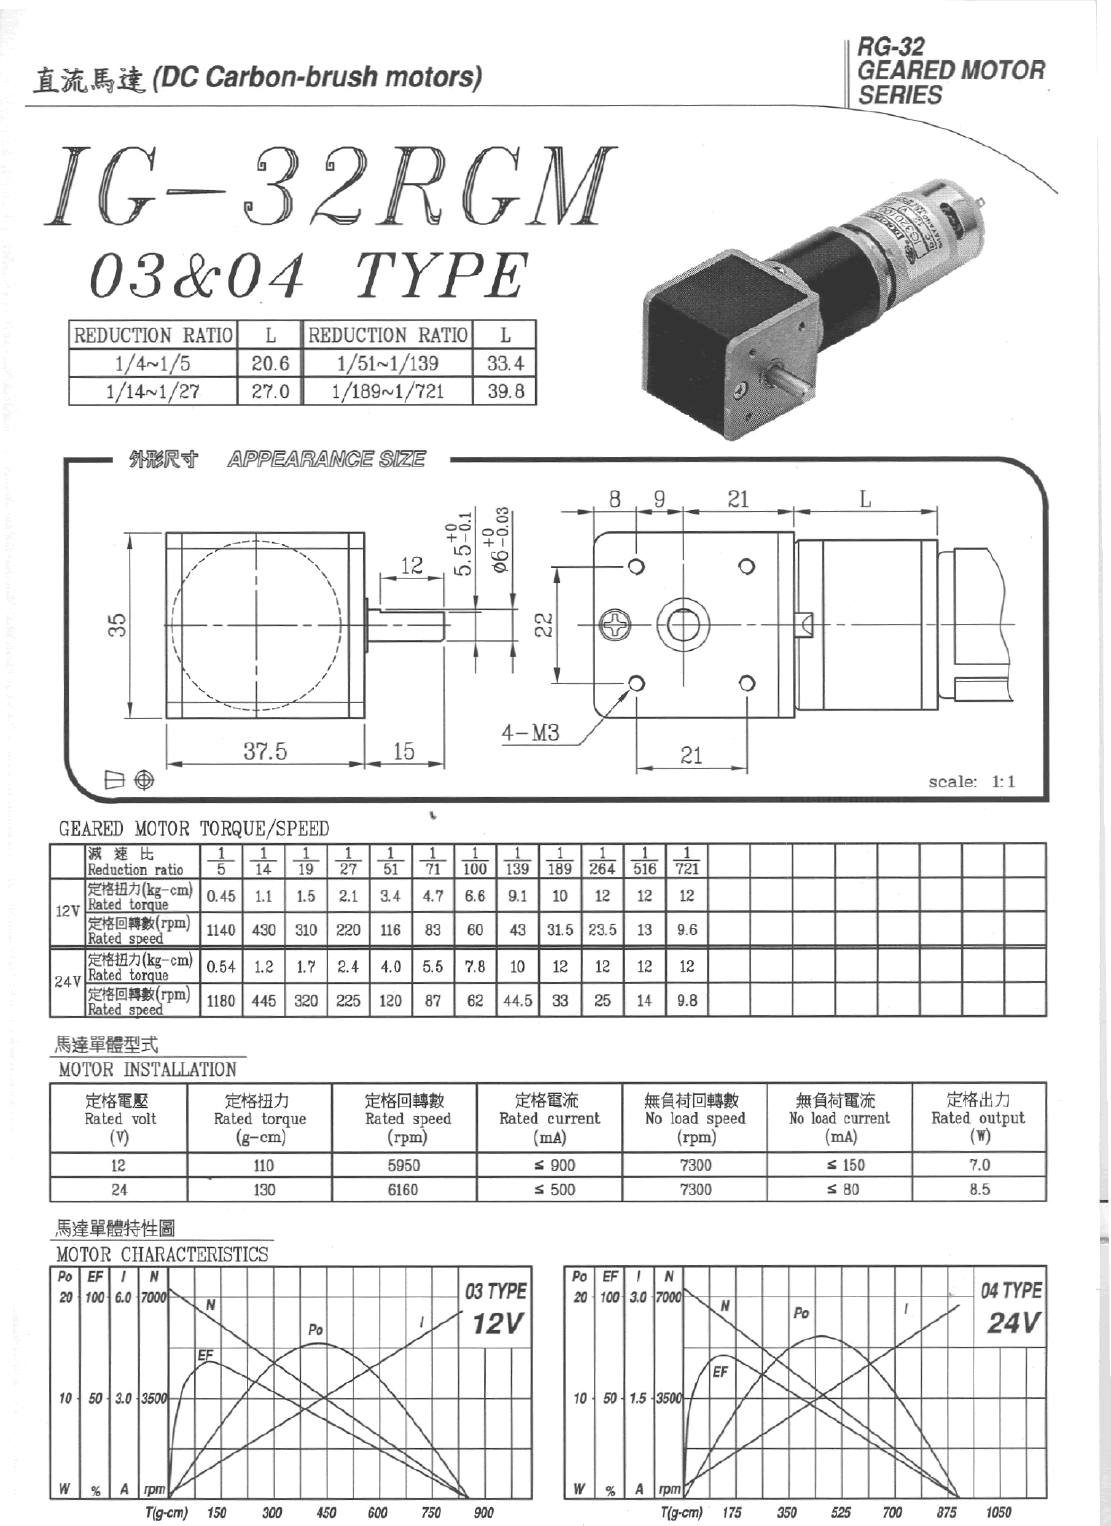 直流馬達 (DC Carbon-brush motors)
RG-32
GEARED MOTOR
SERIES
IG-32RGM
03&04 TYPE
REDUCTION RATIO L REDUCTION RATIO L
1/4~1/5 20.6 1/51~1/139 33.4
1/14~1/27 27.0 1/189~1/721 39.8
外形尺寸 APPEARANCE SIZE
8 9 21 L
12 5.5+0-0.1 ϕ6+0-0.03
35
22
4-M3
37.5 15 21
scale: 1:1
GEARED MOTOR TORQUE/SPEED
減 速 比
Reduction ratio 1/5 1/14 1/19 1/27 1/51 1/71 1/100 1/139 1/189 1/264 1/516 1/721
12V
定格扭力(kg-cm)
Rated torque 0.45 1.1 1.5 2.1 3.4 4.7 6.6 9.1 10 12 12 12
定格回轉數(rpm)
Rated speed 1140 430 310 220 116 83 60 43 31.5 23.5 13 9.6
24V
定格扭力(kg-cm)
Rated torque 0.54 1.2 1.7 2.4 4.0 5.5 7.8 10 12 12 12 12
定格回轉數(rpm)
Rated speed 1180 445 320 225 120 87 62 44.5 33 25 14 9.8
馬達單體型式
MOTOR INSTALLATION
定格電壓 定格扭力 定格回轉數 定格電流 無負荷回轉數 無負荷電流 定格出力
Rated volt Rated torque Rated speed Rated current No load speed No load current Rated output
(V) (g-cm) (rpm) (mA) (rpm) (mA) (W)
12 110 5950 ≤ 900 7300 ≤ 150 7.0
24 130 6160 ≤ 500 7300 ≤ 80 8.5
馬達單體特性圖
MOTOR CHARACTERISTICS
Po EF I N
20 100 6.0 7000
10 50 3.0 3500
W % A rpm
N Po I EF
03 TYPE
12V
T(g-cm) 150 300 450 600 750 900
Po EF I N
20 100 3.0 7000
10 50 1.5 3500
W % A rpm
N Po I EF
04 TYPE
24V
T(g-cm) 175 350 525 700 875 1050